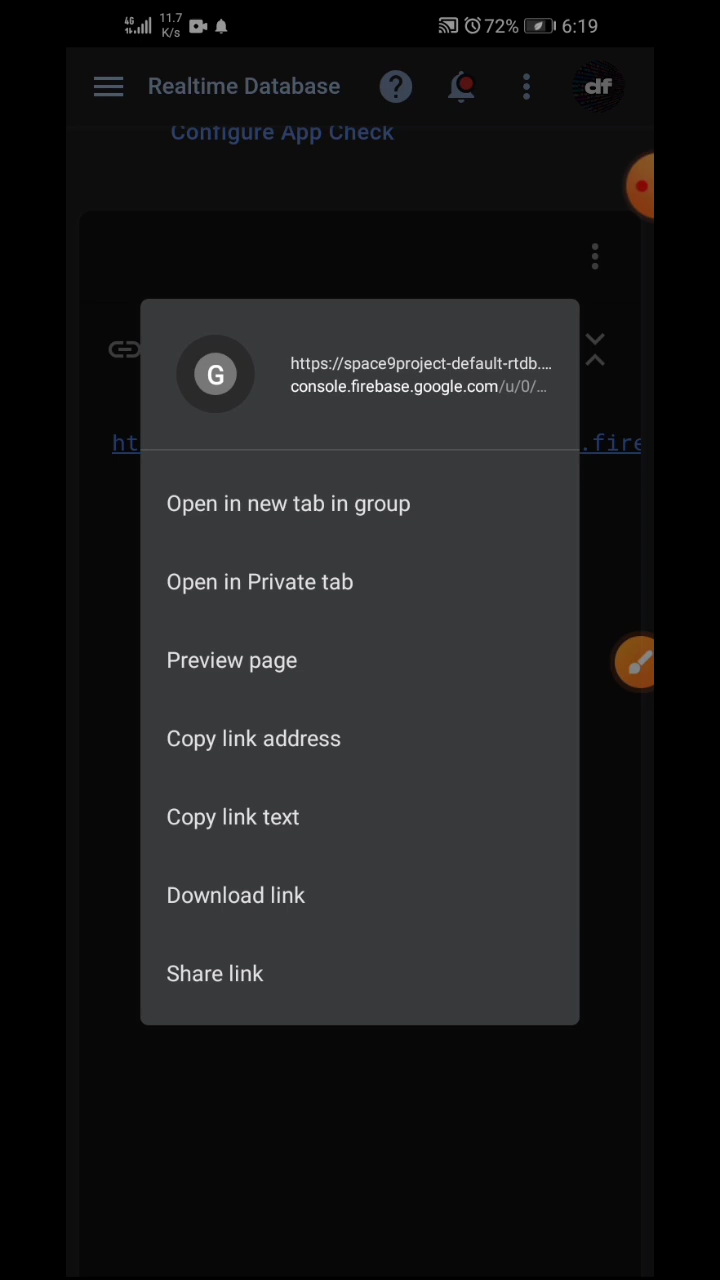 4G 11.7 K/s 72% 6:19
Realtime Database ? df
Configure App Check
G https://space9project-default-rtdb....
console.firebase.google.com/u/0/...
ht .fire
Open in new tab in group
Open in Private tab
Preview page
Copy link address
Copy link text
Download link
Share link